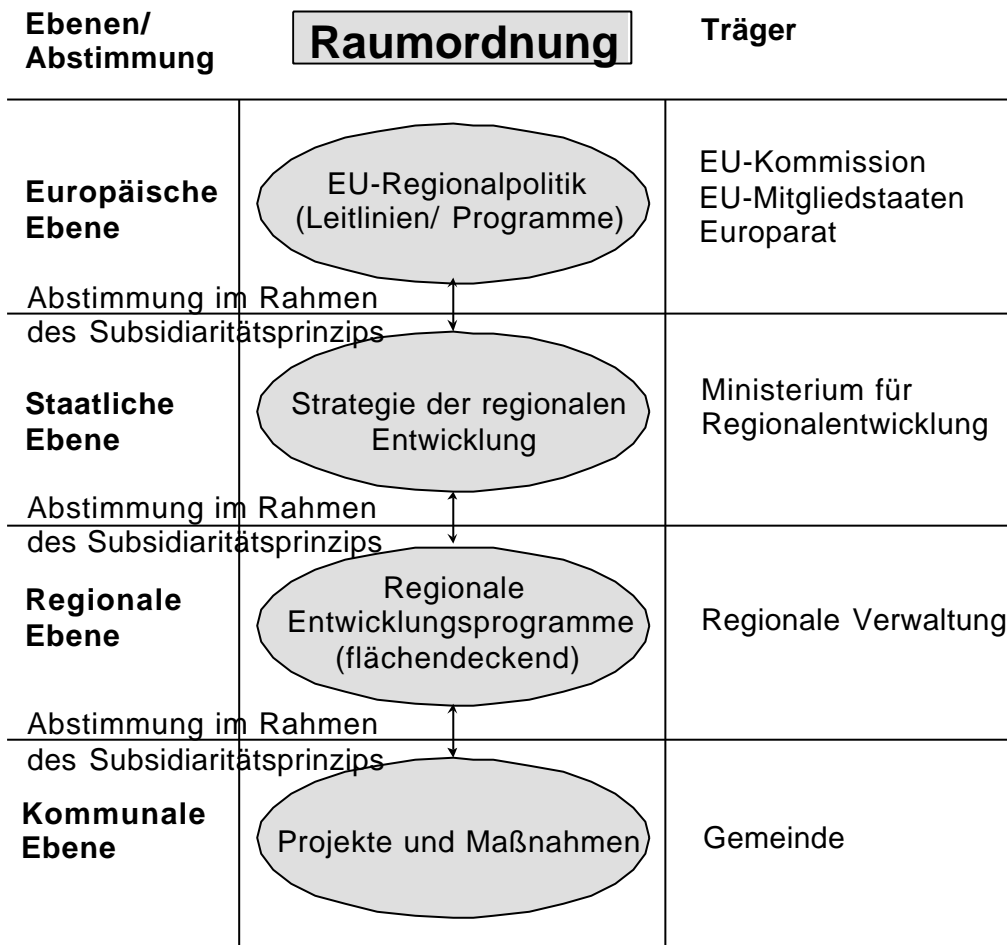 Ebenen/
Abstimmung
Raumordnung
Träger
Europäische
Ebene
EU-Regionalpolitik
(Leitlinien/ Programme)
EU-Kommission
EU-Mitgliedstaaten
Europarat
Abstimmung im Rahmen
des Subsidiaritätsprinzips
Staatliche
Ebene
Strategie der regionalen
Entwicklung
Ministerium für
Regionalentwicklung
Abstimmung im Rahmen
des Subsidiaritätsprinzips
Regionale
Ebene
Regionale
Entwicklungsprogramme
(flächendeckend)
Regionale Verwaltung
Abstimmung im Rahmen
des Subsidiaritätsprinzips
Kommunale
Ebene
Projekte und Maßnahmen
Gemeinde